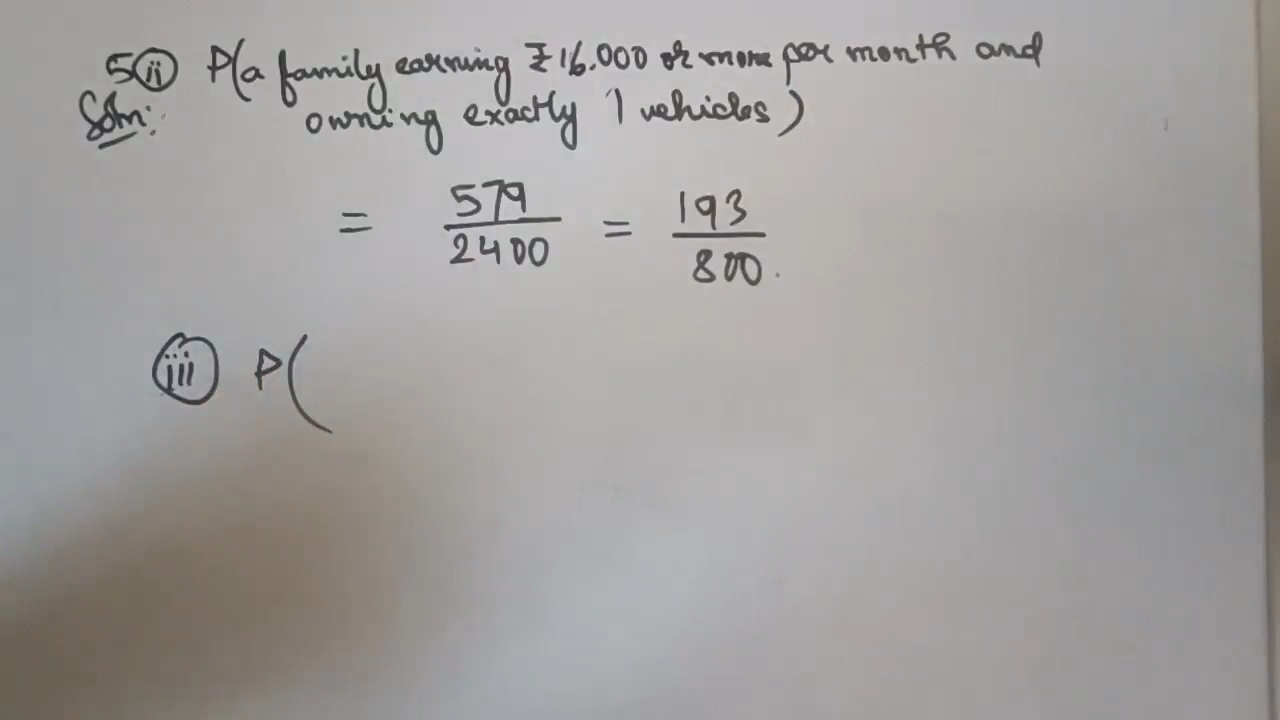 5(ii) P(a family earning ₹16.000 or more per month and
Soln: owning exactly 1 vehicles)
= 579/2400 = 193/800.
(iii) P(